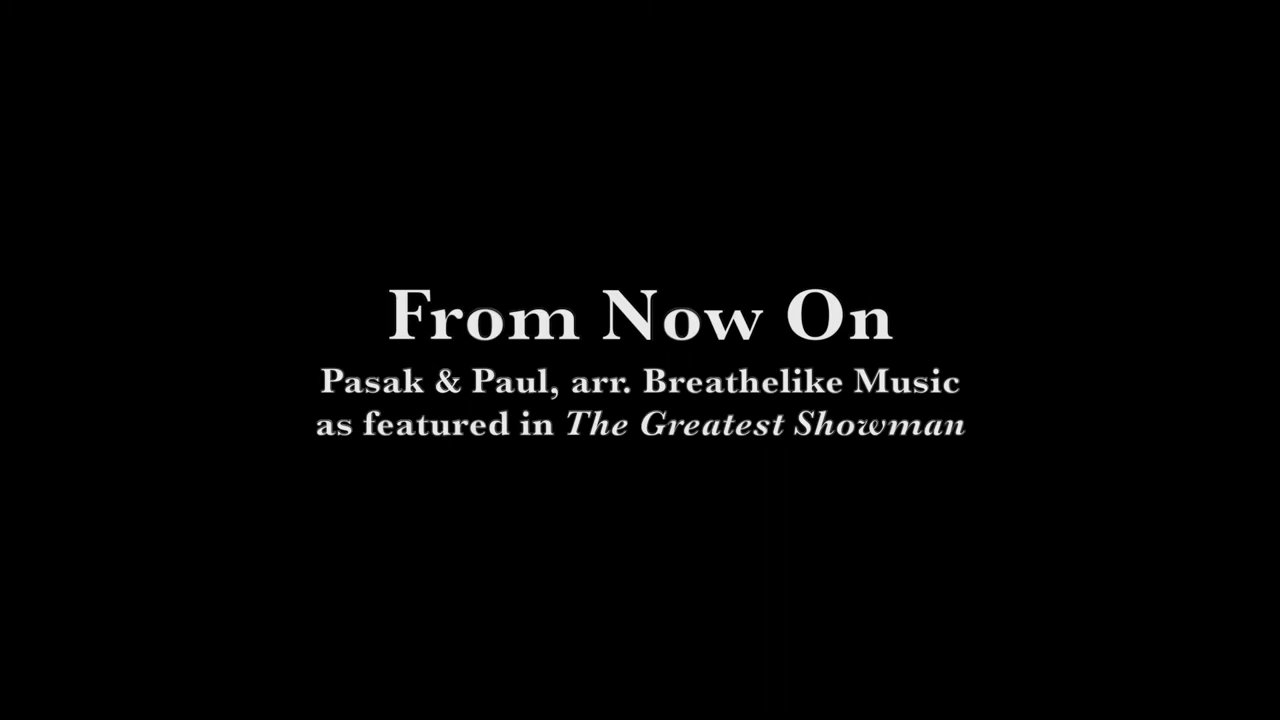 From Now On
Pasak & Paul, arr. Breathelike Music
as featured in The Greatest Showman